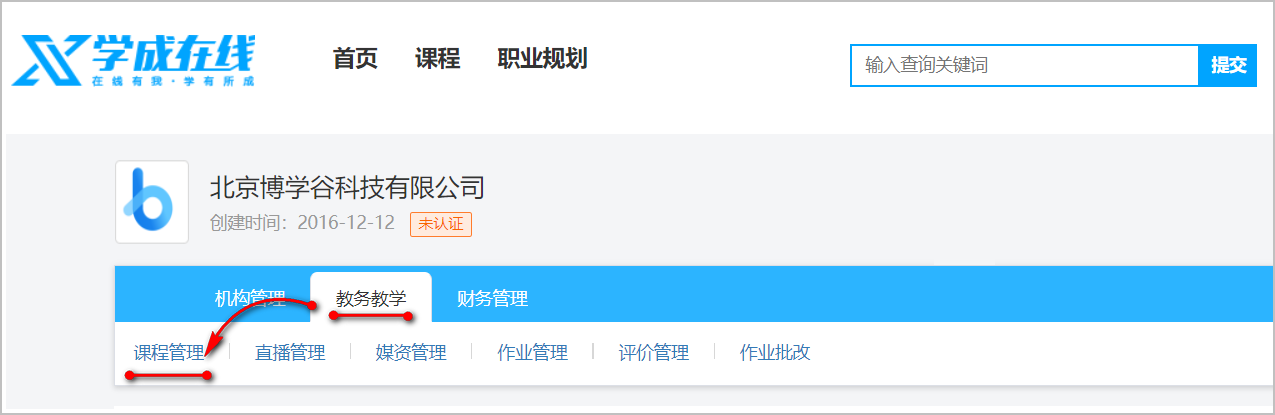 学成在线
在线有我·学有所成
首页 课程 职业规划
输入查询关键词 提交
北京博学谷科技有限公司
创建时间：2016-12-12 未认证
机构管理 教务教学 财务管理
课程管理 直播管理 媒资管理 作业管理 评价管理 作业批改